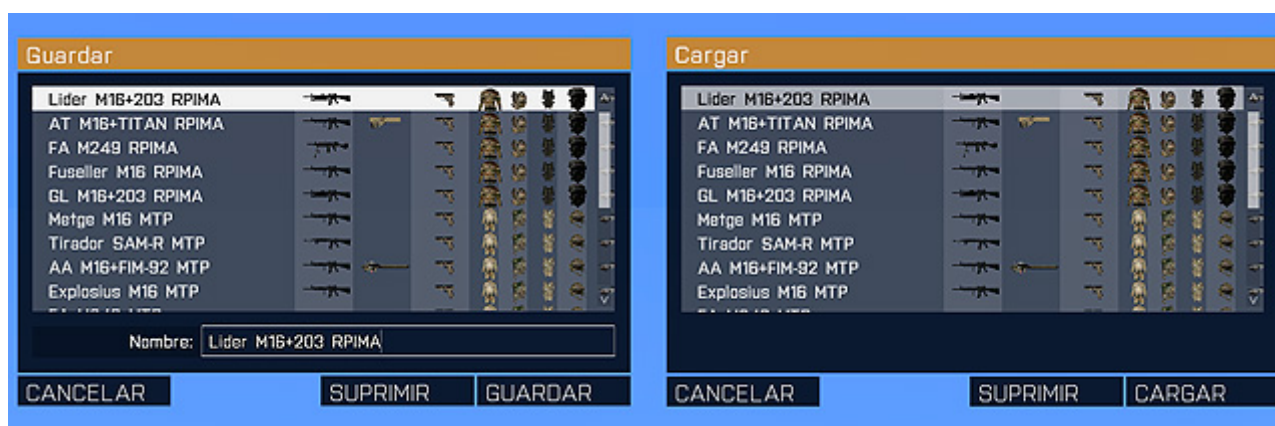 Guardar
Lider M16+203 RPIMA
AT M16+TITAN RPIMA
FA M249 RPIMA
Fuseller M16 RPIMA
GL M16+203 RPIMA
Metge M16 MTP
Tirador SAM-R MTP
AA M16+FIM-92 MTP
Explosius M16 MTP
Nombre: Lider M16+203 RPIMA
CANCELAR SUPRIMIR GUARDAR
Cargar
Lider M16+203 RPIMA
AT M16+TITAN RPIMA
FA M249 RPIMA
Fuseller M16 RPIMA
GL M16+203 RPIMA
Metge M16 MTP
Tirador SAM-R MTP
AA M16+FIM-92 MTP
Explosius M16 MTP
CANCELAR SUPRIMIR CARGAR